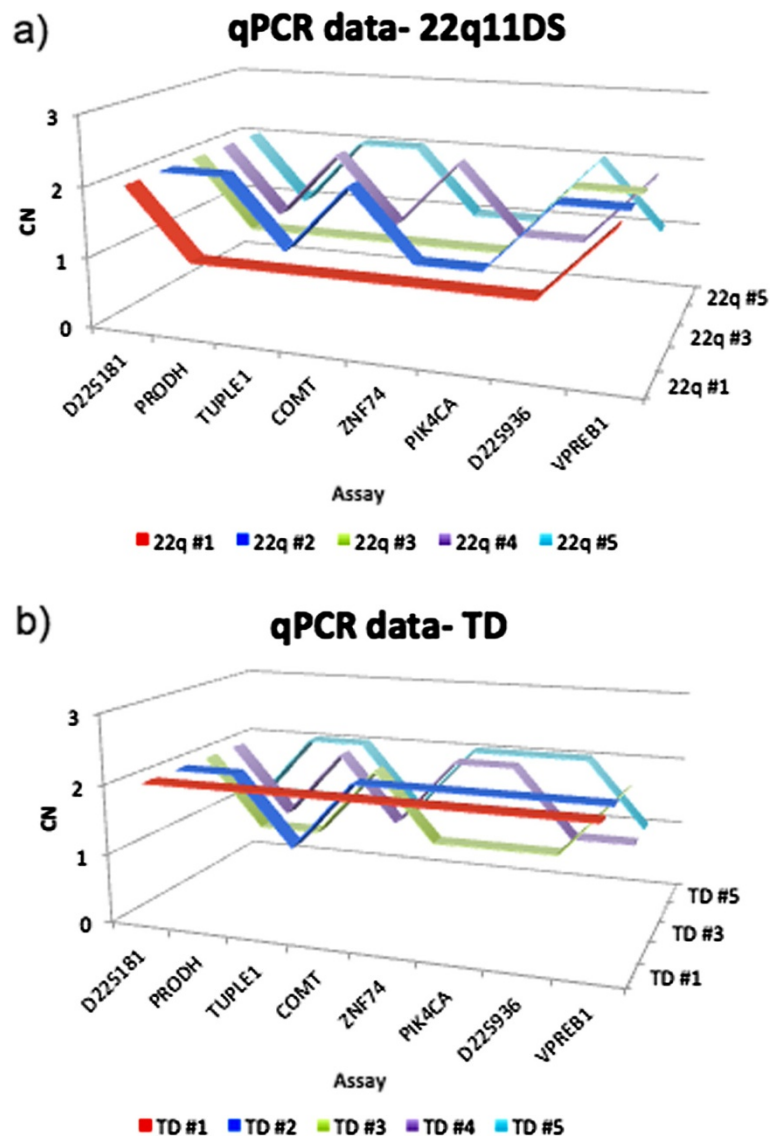 a)
qPCR data- 22q11DS
3
2
1
0
CN
D22S181
PRODH
TUPLE1
COMT
ZNF74
PIK4CA
D22S936
VPREB1
22q #5
22q #3
22q #1
Assay
22q #1 22q #2 22q #3 22q #4 22q #5
b)
qPCR data- TD
3
2
1
0
CN
D22S181
PRODH
TUPLE1
COMT
ZNF74
PIK4CA
D22S936
VPREB1
TD #5
TD #3
TD #1
Assay
TD #1 TD #2 TD #3 TD #4 TD #5